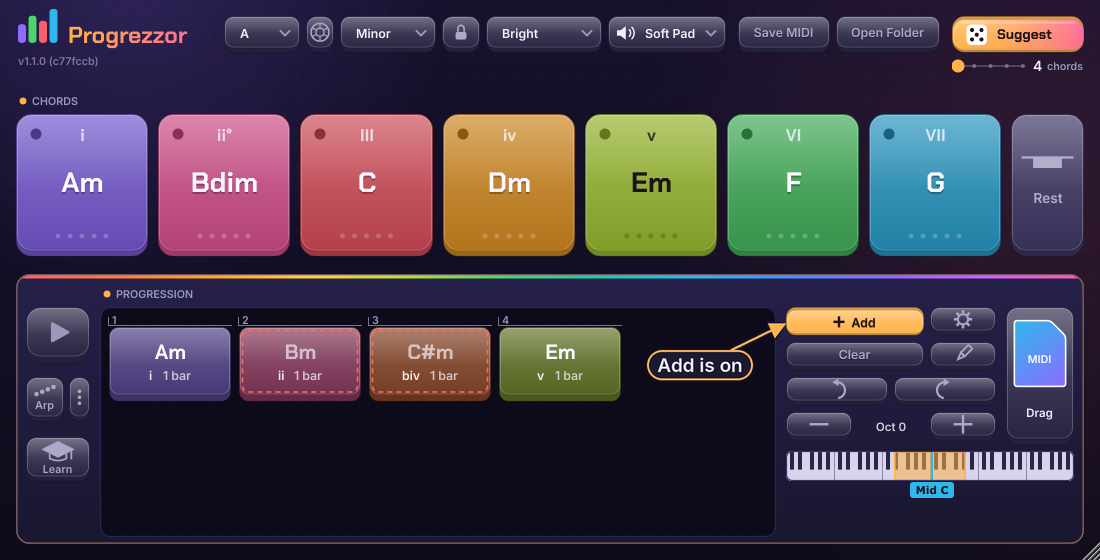 Progrezzor
v1.1.0 (c77fccb)
A
Minor
Bright
Soft Pad
Save MIDI
Open Folder
Suggest
4 chords
CHORDS
i
Am
ii°
Bdim
III
C
iv
Dm
v
Em
VI
F
VII
G
Rest
PROGRESSION
1
Am
i 1 bar
2
Bm
ii 1 bar
3
C#m
biv 1 bar
4
Em
v 1 bar
Add is on
Arp
Learn
+ Add
Clear
Oct 0
Mid C
MIDI
Drag